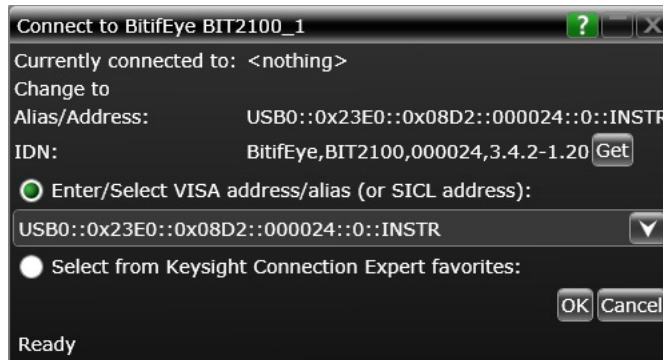 Connect to BitifEye BIT2100_1 ?
Currently connected to: <nothing>
Change to
Alias/Address: USB0::0x23E0::0x08D2::000024::0::INSTR
IDN: BitifEye,BIT2100,000024,3.4.2-1.20 Get
Enter/Select VISA address/alias (or SICL address):
USB0::0x23E0::0x08D2::000024::0::INSTR
Select from Keysight Connection Expert favorites:
OK Cancel
Ready